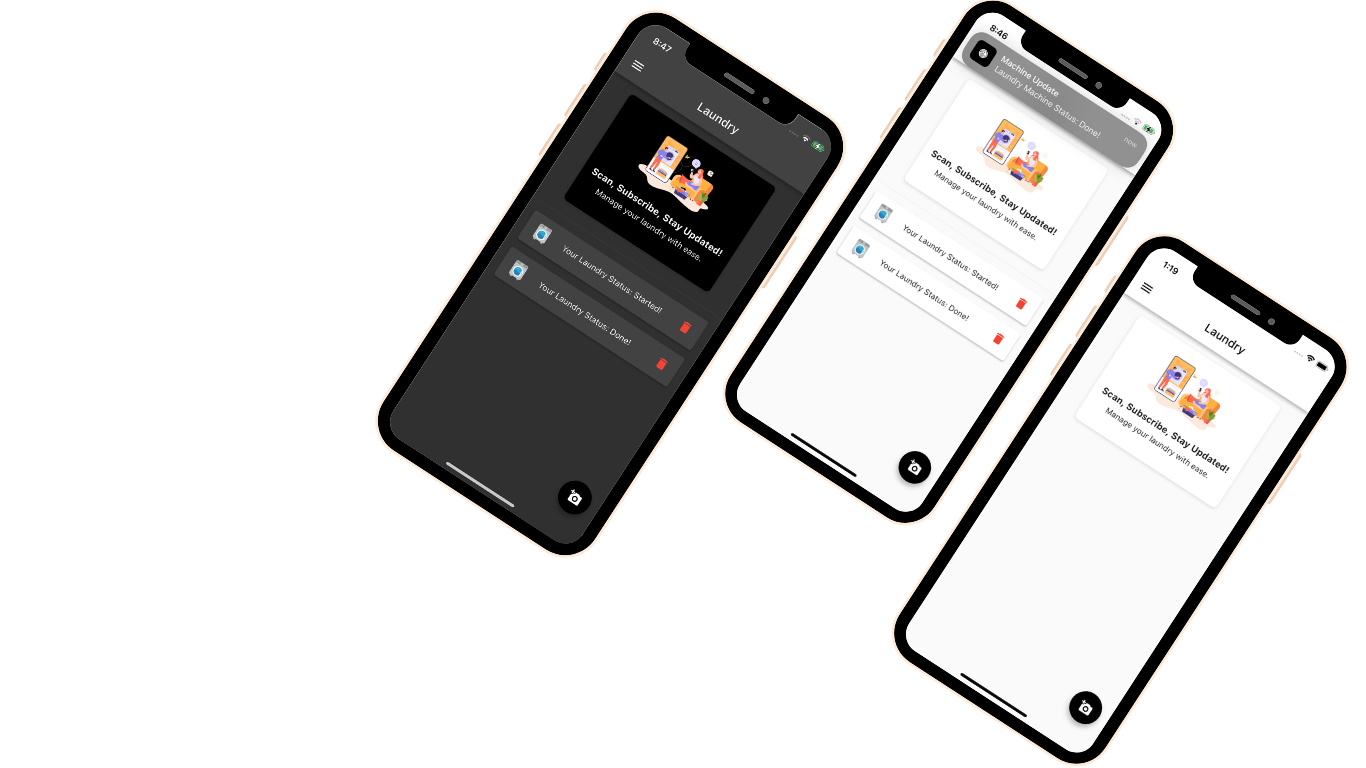 8:47
Laundry
Scan, Subscribe, Stay Updated!
Manage your laundry with ease.
Your Laundry Status: Started!
Your Laundry Status: Done!
8:46
Machine Update
Laundry Machine Status: Done!
now
Scan, Subscribe, Stay Updated!
Manage your laundry with ease.
Your Laundry Status: Started!
Your Laundry Status: Done!
1:19
Laundry
Scan, Subscribe, Stay Updated!
Manage your laundry with ease.